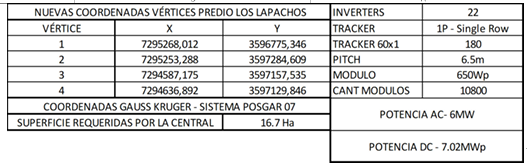 NUEVAS COORDENADAS VÉRTICES PREDIO LOS LAPACHOS
VÉRTICE X Y
1 7295268,012 3596775,346
2 7295253,288 3597284,609
3 7294587,175 3597157,535
4 7294636,892 3597129,846
COORDENADAS GAUSS KRUGER - SISTEMA POSGAR 07
SUPERFICIE REQUERIDAS POR LA CENTRAL 16.7 Ha
INVERTERS 22
TRACKER 1P - Single Row
TRACKER 60x1 180
PITCH 6.5m
MODULO 650Wp
CANT MODULOS 10800
POTENCIA AC- 6MW
POTENCIA DC - 7.02MWp